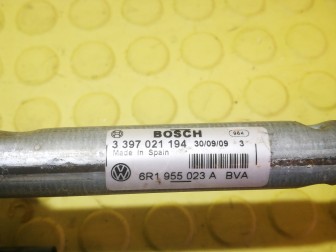 BOSCH
3 397 021 194 30/09/09 3
Made in Spain
6R1 955 023 A BVA